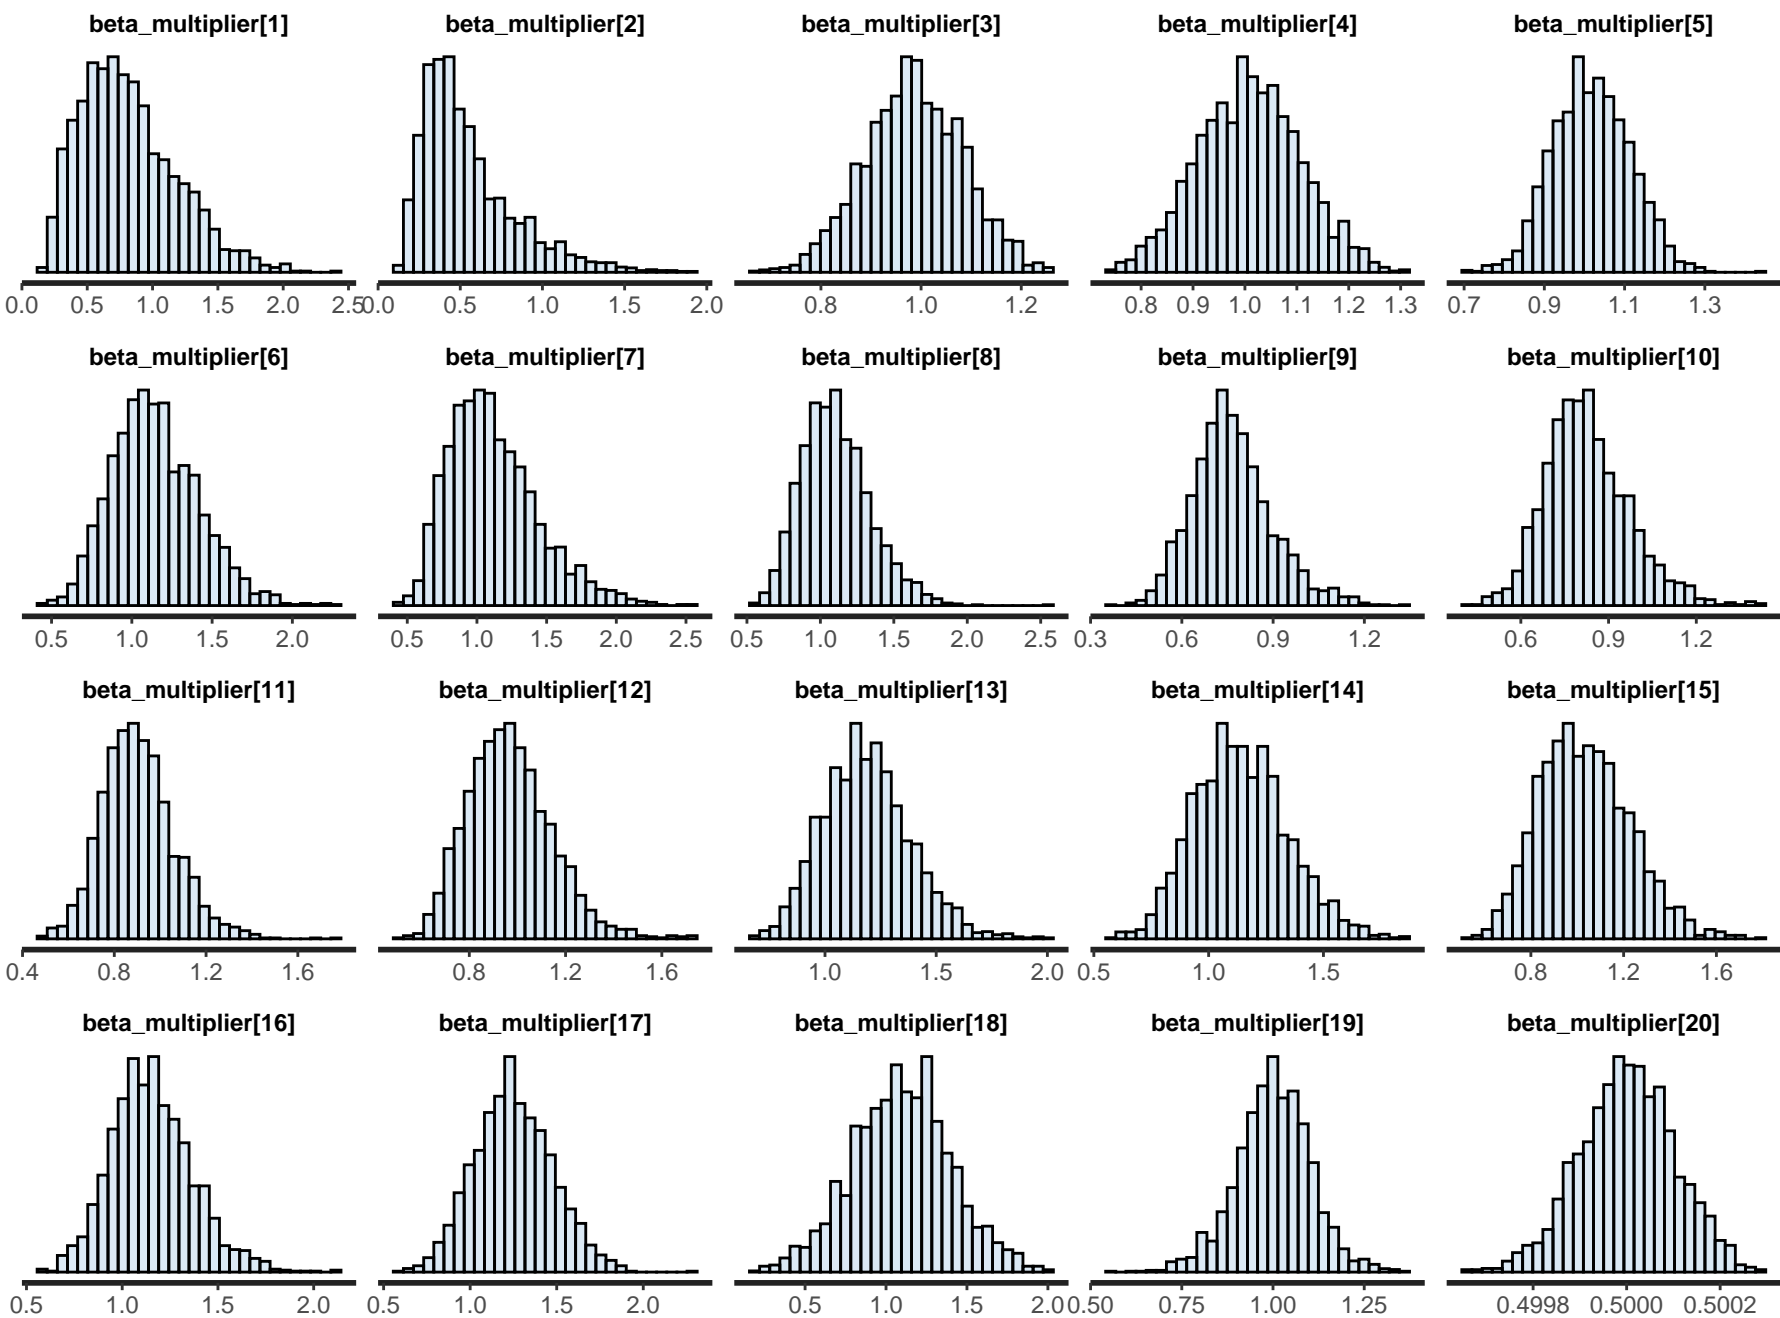 beta_multiplier[1] beta_multiplier[2] beta_multiplier[3] beta_multiplier[4] beta_multiplier[5]
0.0 0.5 1.0 1.5 2.0 2.5 0.0 0.5 1.0 1.5 2.0 0.8 1.0 1.2 0.8 0.9 1.0 1.1 1.2 1.3 0.7 0.9 1.1 1.3
beta_multiplier[6] beta_multiplier[7] beta_multiplier[8] beta_multiplier[9] beta_multiplier[10]
0.5 1.0 1.5 2.0 0.5 1.0 1.5 2.0 2.5 0.5 1.0 1.5 2.0 2.5 0.3 0.6 0.9 1.2 0.6 0.9 1.2
beta_multiplier[11] beta_multiplier[12] beta_multiplier[13] beta_multiplier[14] beta_multiplier[15]
0.4 0.8 1.2 1.6 0.8 1.2 1.6 1.0 1.5 2.0 0.5 1.0 1.5 0.8 1.2 1.6
beta_multiplier[16] beta_multiplier[17] beta_multiplier[18] beta_multiplier[19] beta_multiplier[20]
0.5 1.0 1.5 2.0 0.5 1.0 1.5 2.0 0.5 1.0 1.5 2.0 0.50 0.75 1.00 1.25 0.4998 0.5000 0.5002